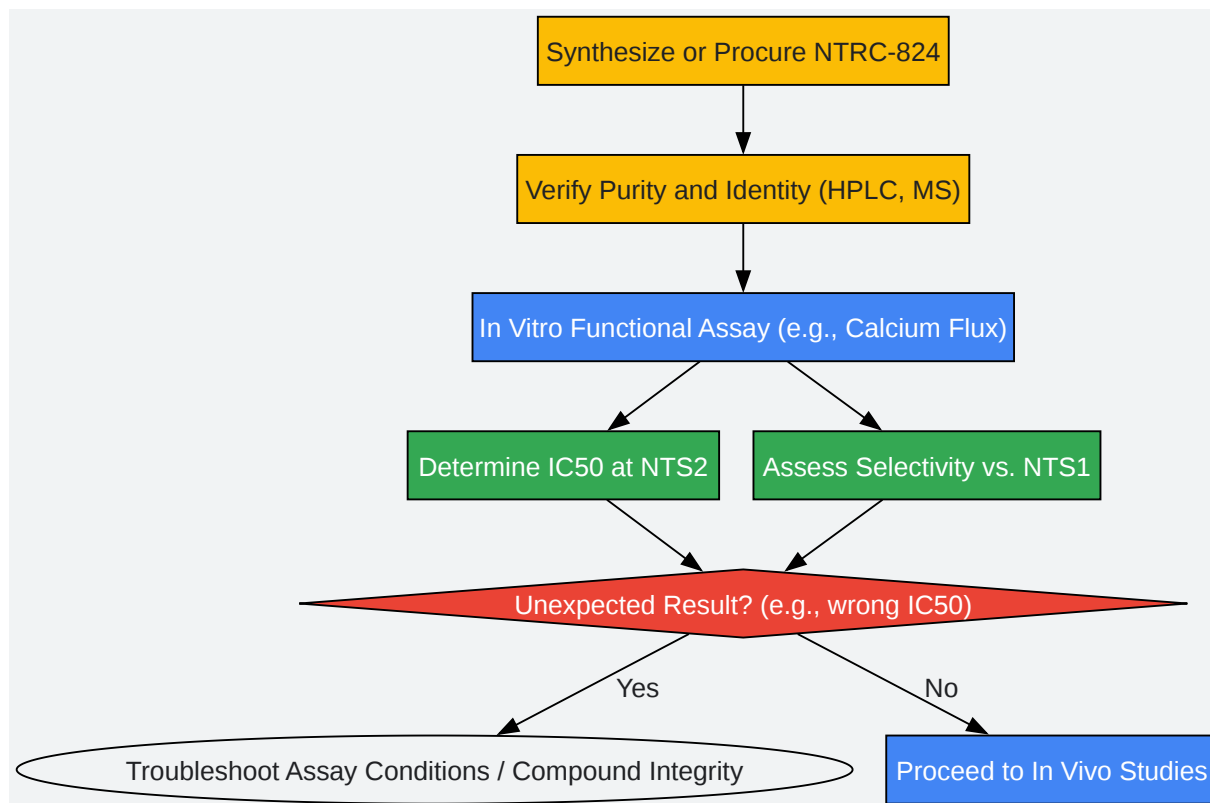 Synthesize or Procure NTRC-824
Verify Purity and Identity (HPLC, MS)
In Vitro Functional Assay (e.g., Calcium Flux)
Determine IC50 at NTS2
Assess Selectivity vs. NTS1
Unexpected Result? (e.g., wrong IC50)
Yes
No
Troubleshoot Assay Conditions / Compound Integrity
Proceed to In Vivo Studies